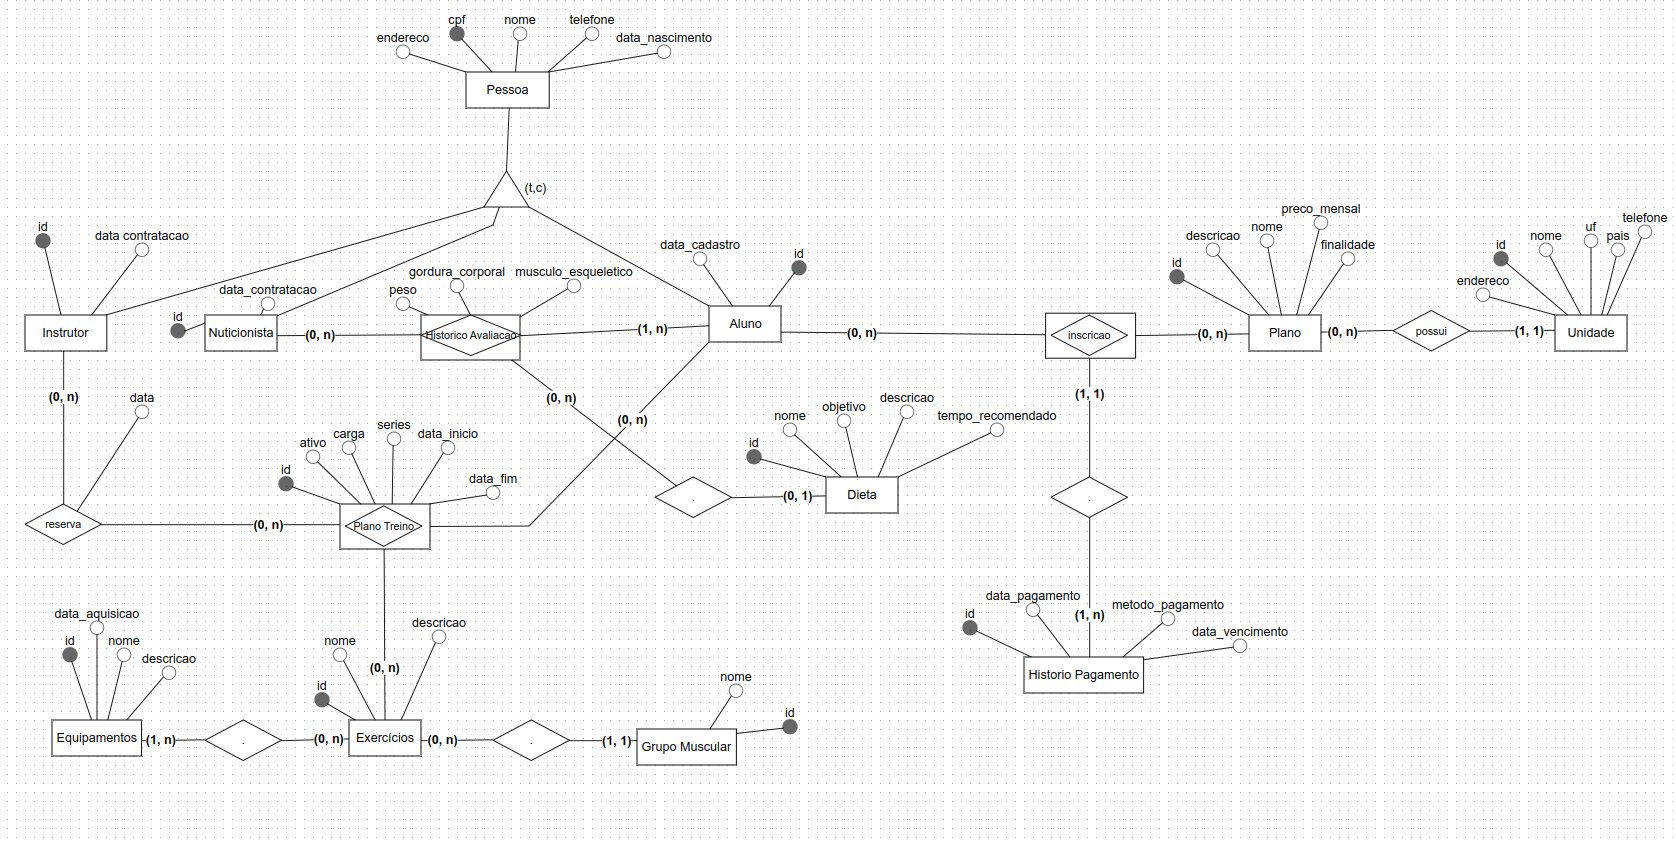 cpf
nome
telefone
endereco
data_nascimento
Pessoa
(t,c)
id
data contratacao
Instrutor
data_contratacao
id
Nuticionista
(0, n)
gordura_corporal
musculo_esqueletico
peso
Historico Avaliacao
(1, n)
data_cadastro
id
Aluno
(0, n)
inscricao
(0, n)
preco_mensal
nome
descricao
finalidade
id
Plano
(0, n)
possui
(1, 1)
telefone
uf
nome
pais
id
endereco
Unidade
(0, n)
data
(0, n)
(0, n)
(1, 1)
descricao
objetivo
nome
tempo_recomendado
id
Dieta
(0, 1)
.
.
series
carga
data_inicio
ativo
id
data_fim
reserva
(0, n)
Plano Treino
data_pagamento
metodo_pagamento
id
(1, n)
data_vencimento
Historio Pagamento
data_aquisicao
id
nome
descricao
Equipamentos
(1, n)
.
(0, n)
descricao
nome
(0, n)
id
Exercícios
(0, n)
.
(1, 1)
nome
id
Grupo Muscular